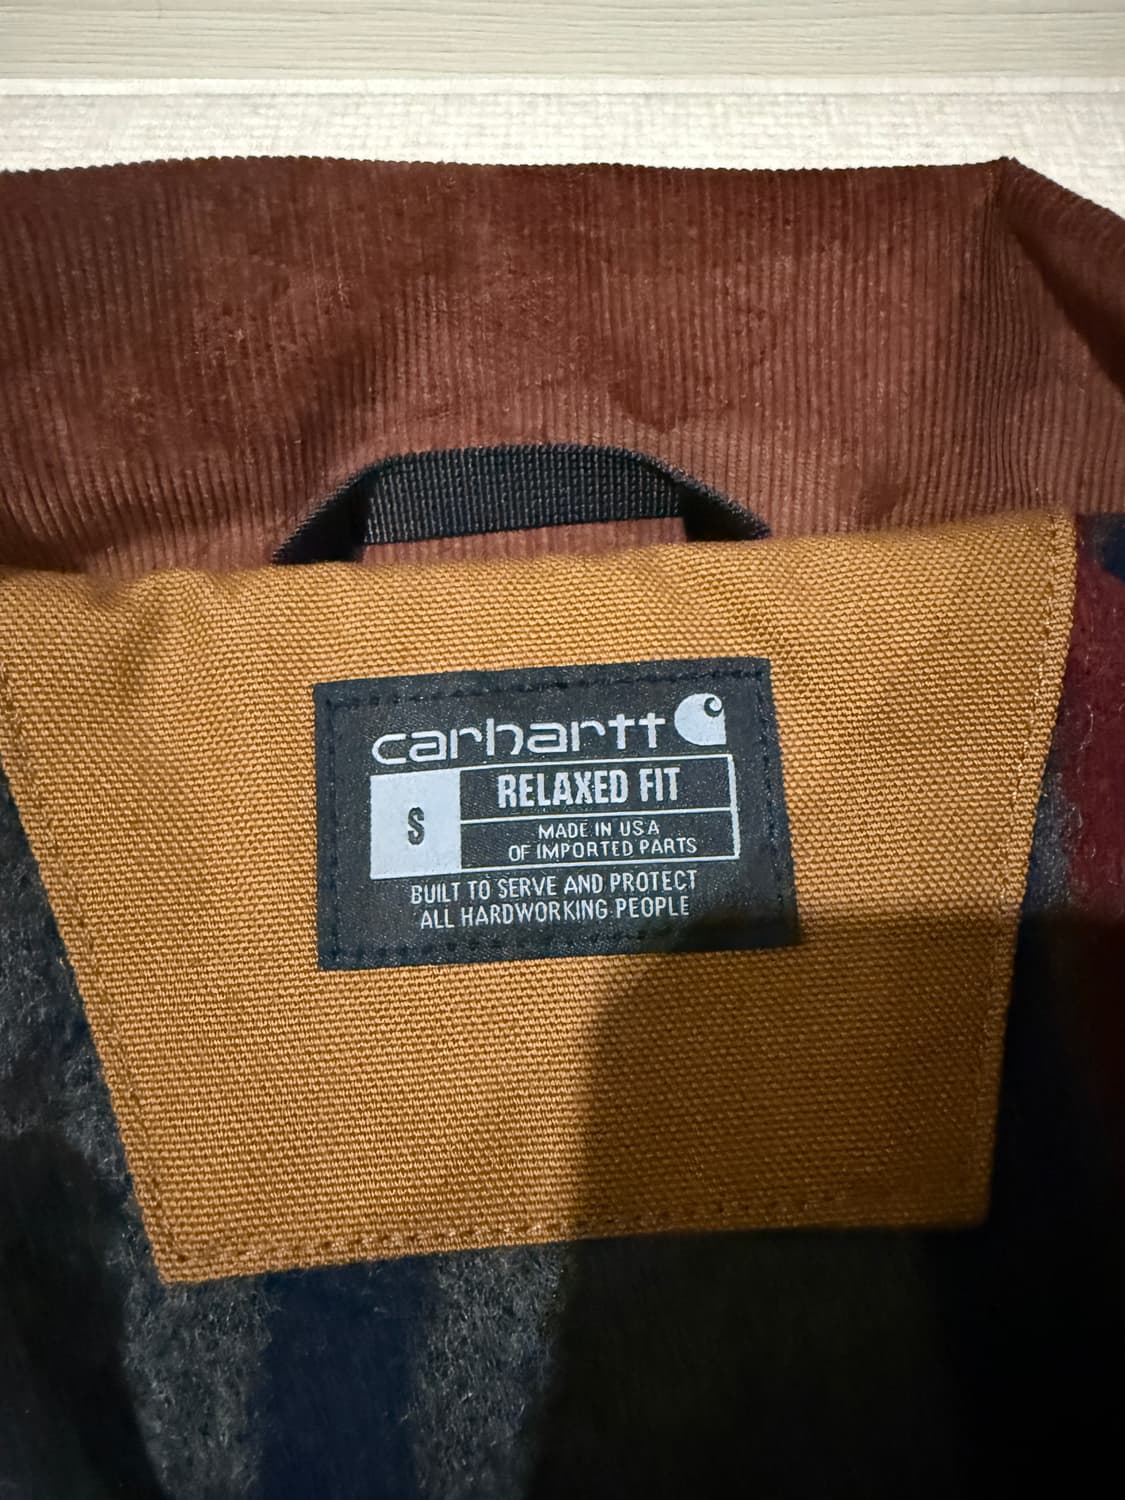 carhartt
S
RELAXED FIT
MADE IN USA
OF IMPORTED PARTS
BUILT TO SERVE AND PROTECT
ALL HARDWORKING PEOPLE